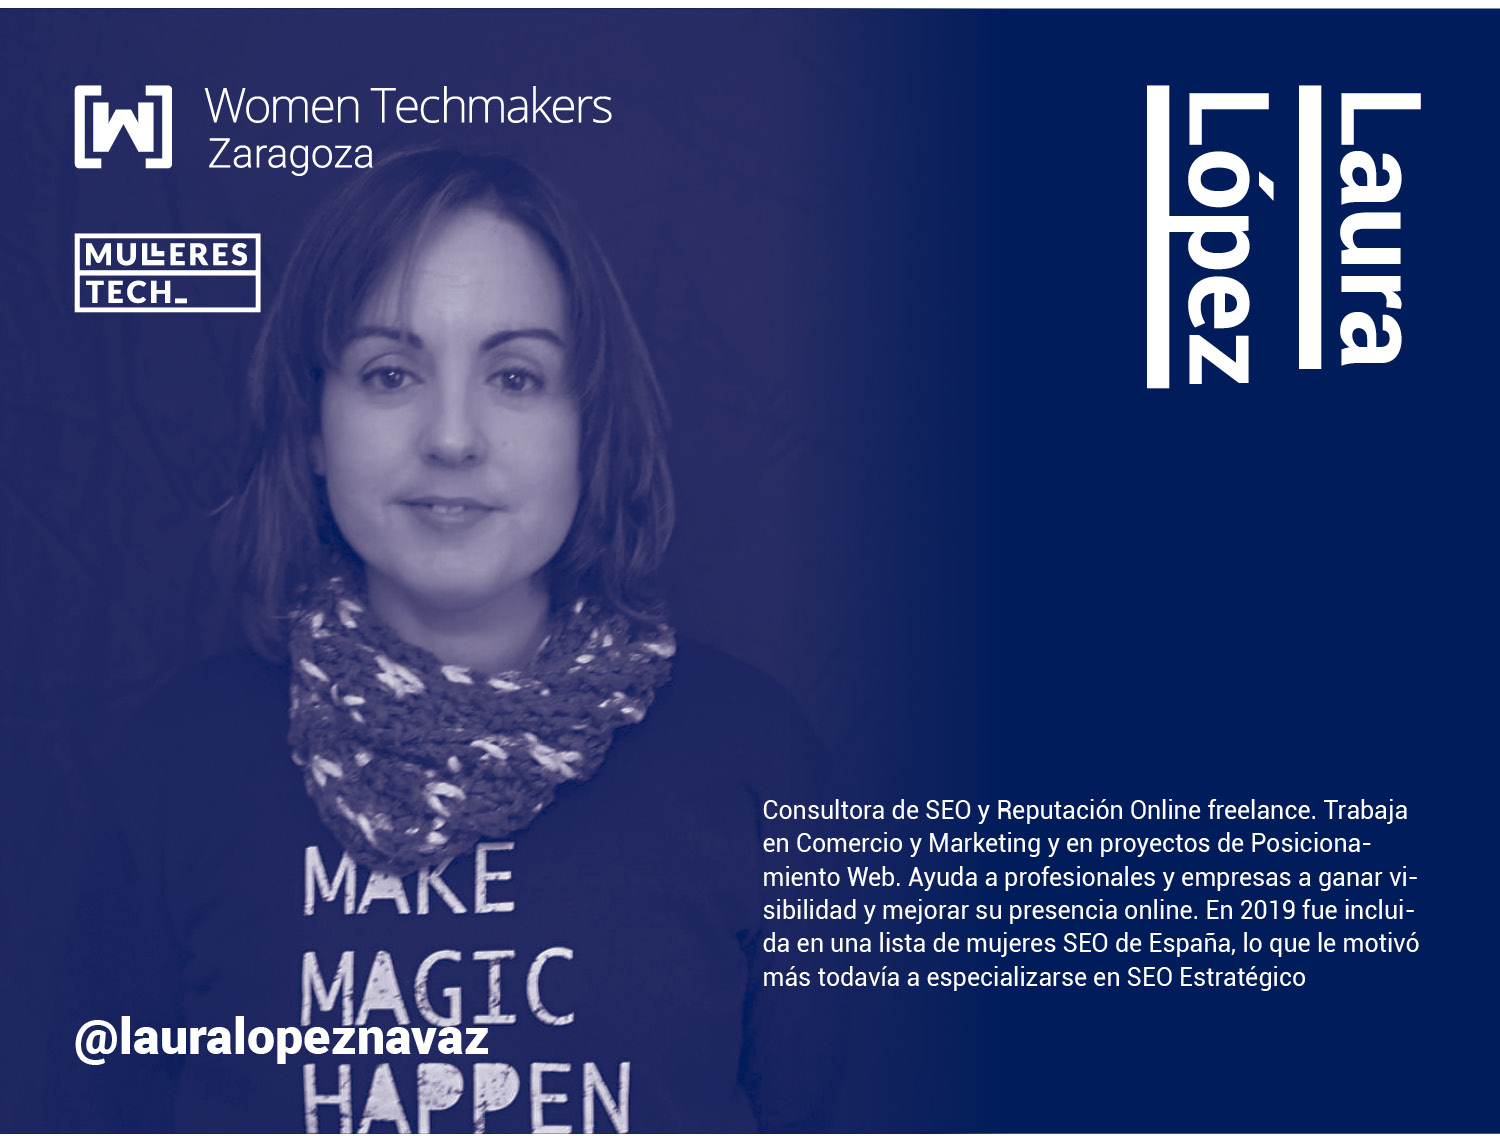 Women Techmakers
Zaragoza
MULLERES
TECH_
Laura
López
Consultora de SEO y Reputación Online freelance. Trabaja
en Comercio y Marketing y en proyectos de Posiciona-
miento Web. Ayuda a profesionales y empresas a ganar vi-
sibilidad y mejorar su presencia online. En 2019 fue inclui-
da en una lista de mujeres SEO de España, lo que le motivó
más todavía a especializarse en SEO Estratégico
MAKE
MAGIC
@lauralopeznavaz
HAPPEN